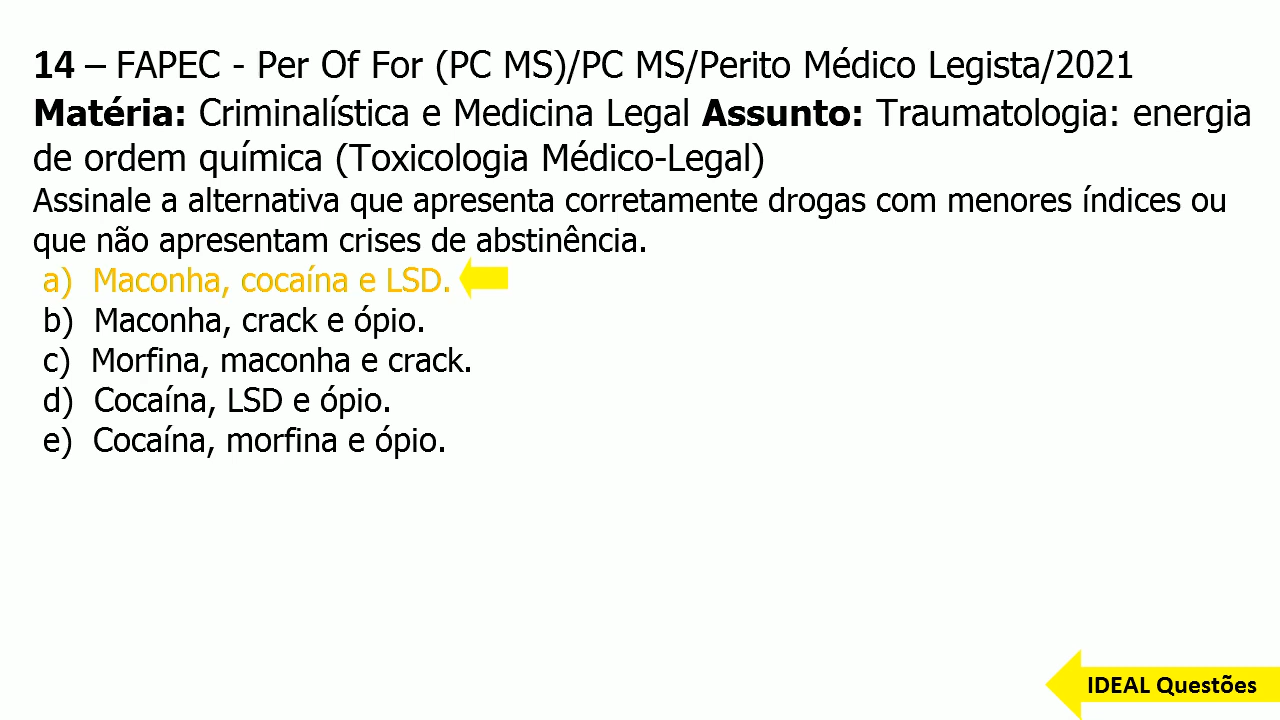 14 – FAPEC - Per Of For (PC MS)/PC MS/Perito Médico Legista/2021
Matéria: Criminalística e Medicina Legal Assunto: Traumatologia: energia
de ordem química (Toxicologia Médico-Legal)
Assinale a alternativa que apresenta corretamente drogas com menores índices ou
que não apresentam crises de abstinência.
a) Maconha, cocaína e LSD.
b) Maconha, crack e ópio.
c) Morfina, maconha e crack.
d) Cocaína, LSD e ópio.
e) Cocaína, morfina e ópio.
IDEAL Questões